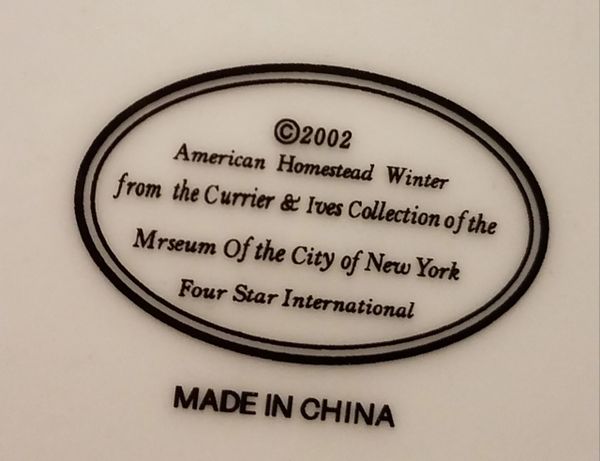 ©2002
American Homestead Winter
from the Currier & Ives Collection of the
Mrseum Of the City of New York
Four Star International
MADE IN CHINA